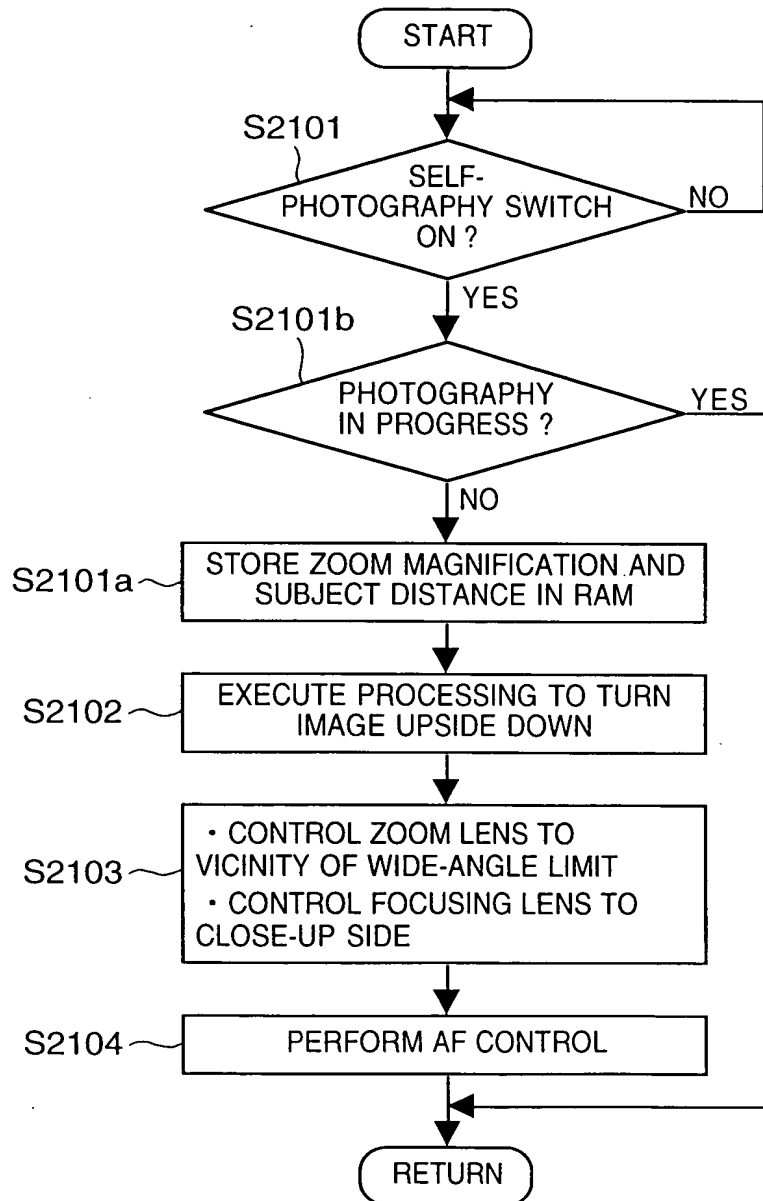 START
S2101
SELF-
PHOTOGRAPHY SWITCH
ON ?
NO
YES
S2101b
PHOTOGRAPHY
IN PROGRESS ?
YES
NO
S2101a
STORE ZOOM MAGNIFICATION AND
SUBJECT DISTANCE IN RAM
S2102
EXECUTE PROCESSING TO TURN
IMAGE UPSIDE DOWN
S2103
・CONTROL ZOOM LENS TO
VICINITY OF WIDE-ANGLE LIMIT
・CONTROL FOCUSING LENS TO
CLOSE-UP SIDE
S2104
PERFORM AF CONTROL
RETURN